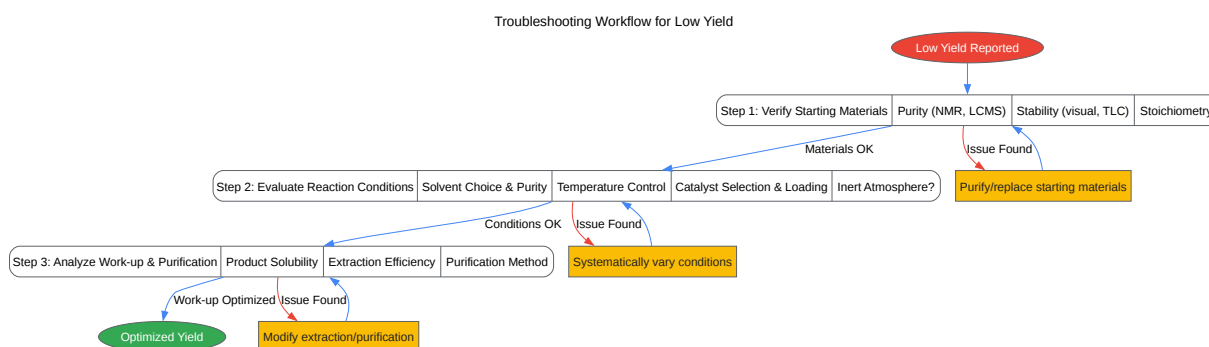 Troubleshooting Workflow for Low Yield
Low Yield Reported
Step 1: Verify Starting Materials
Purity (NMR, LCMS)
Stability (visual, TLC)
Stoichiometry
Materials OK
Issue Found
Purify/replace starting materials
Step 2: Evaluate Reaction Conditions
Solvent Choice & Purity
Temperature Control
Catalyst Selection & Loading
Inert Atmosphere?
Conditions OK
Issue Found
Systematically vary conditions
Step 3: Analyze Work-up & Purification
Product Solubility
Extraction Efficiency
Purification Method
Work-up Optimized
Issue Found
Optimized Yield
Modify extraction/purification